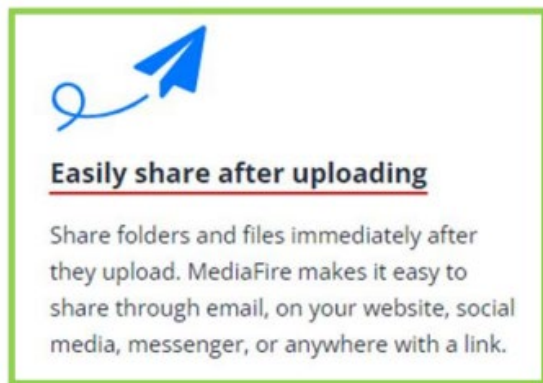 Easily share after uploading
Share folders and files immediately after
they upload. MediaFire makes it easy to
share through email, on your website, social
media, messenger, or anywhere with a link.